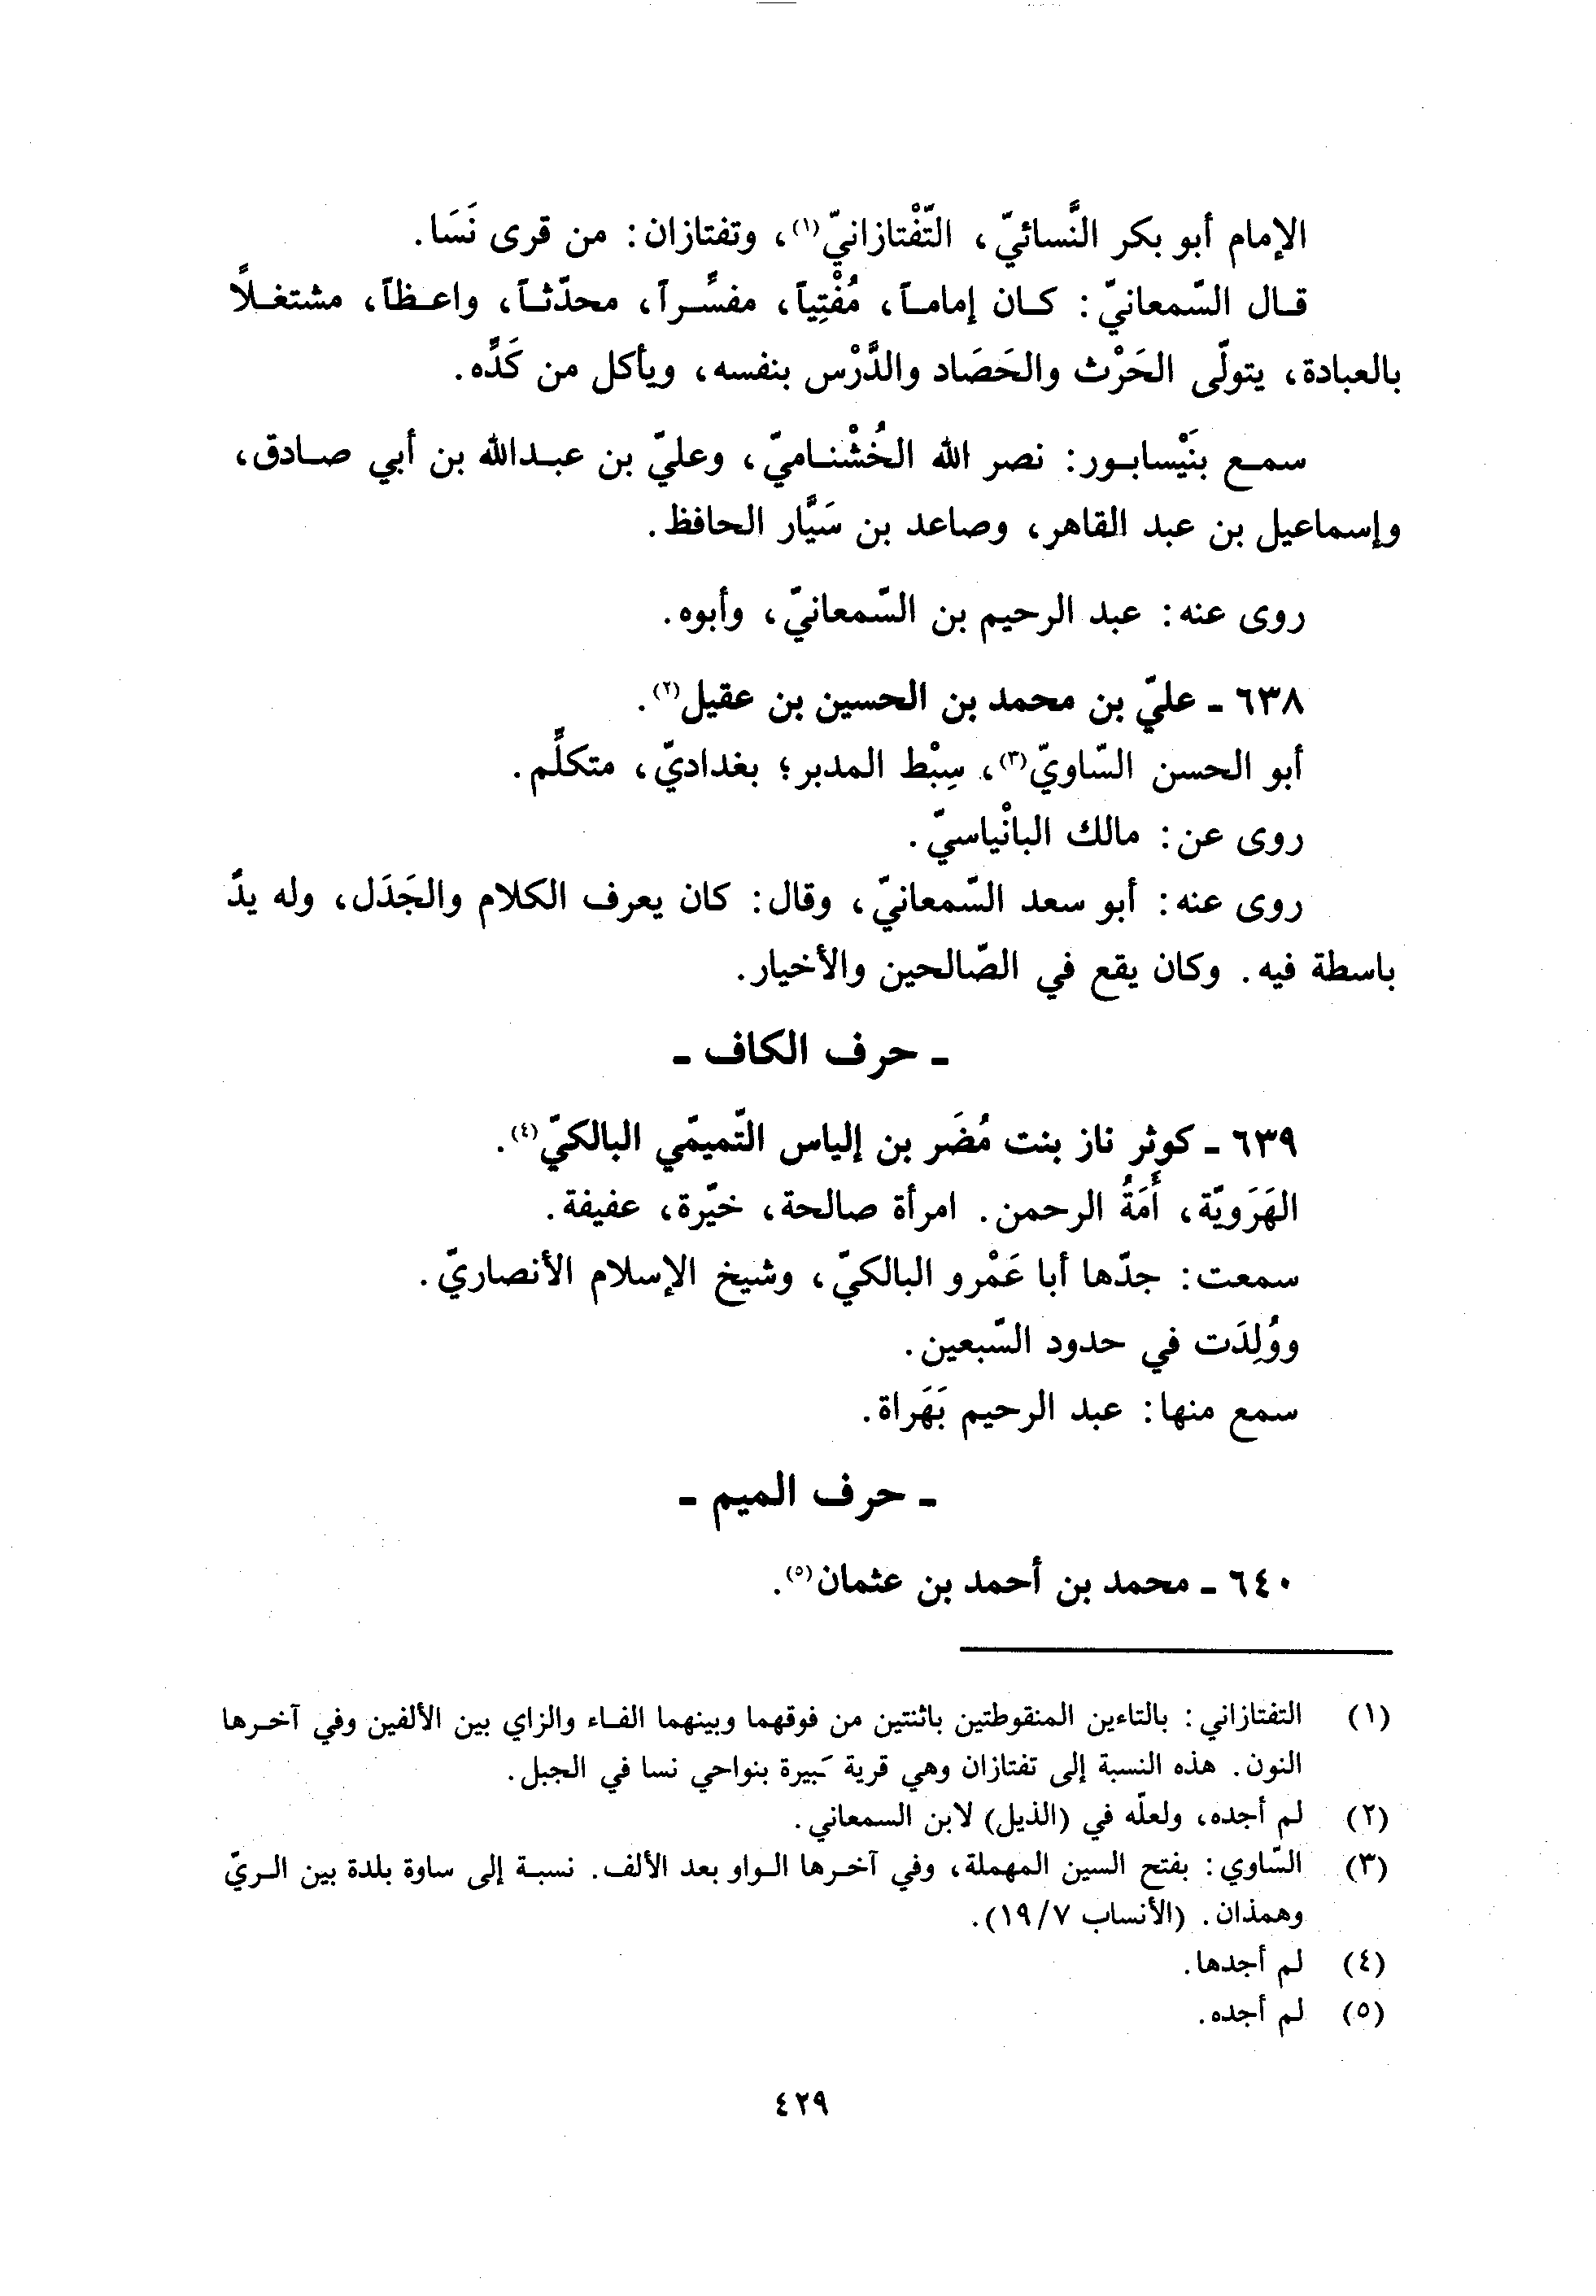 الإمام أبو بكر النَّسائيّ، التّفْتازانيّ(١)، وتفتازان: من قرى نَسَا.
قال السّمعانيّ: كان إماماً، مُفْتِياً، مفسِّراً، محدّثاً، واعظاً، مشتغلاً
بالعبادة، يتولّى الحَرْث والحَصَاد والدَّرْس بنفسه، ويأكل من كَدِّه.
سمع بنَيْسابور: نصر الله الخُشْناميّ، وعليّ بن عبدالله بن أبي صادق،
وإسماعيل بن عبد القاهر، وصاعد بن سَيَّار الحافظ.
روى عنه: عبد الرحيم بن السّمعانيّ، وأبوه.
٦٣٨ ـ عليّ بن محمد بن الحسين بن عقيل(٢).
أبو الحسن السّاويّ(٣)، سِبْط المدبر؛ بغداديّ، متكلِّم.
روى عن: مالك البانْياسيّ.
روى عنه: أبو سعد السّمعانيّ، وقال: كان يعرف الكلام والجَدَل، وله يدٌ
باسطة فيه. وكان يقع في الصّالحين والأخيار.
ـ حرف الكاف ـ
٦٣٩ ـ كوثر ناز بنت مُضَر بن إلياس التّميمّي البالكيّ(٤).
الهَرَويّة، أَمَةُ الرحمن. امرأة صالحة، خيّرة، عفيفة.
سمعت: جدّها أبا عَمْرو البالكيّ، وشيخ الإسلام الأنصاريّ.
ووُلِدَت في حدود السّبعين.
سمع منها: عبد الرحيم بَهَراة.
ـ حرف الميم ـ
٦٤٠ ـ محمد بن أحمد بن عثمان(٥).
(١) التفتازاني: بالتاءين المنقوطتين باثنتين من فوقهما وبينهما الفاء والزاي بين الألفين وفي آخرها
النون. هذه النسبة إلى تفتازان وهي قرية كبيرة بنواحي نسا في الجبل.
(٢) لم أجده، ولعلّه في (الذيل) لابن السمعاني.
(٣) السّاوي: بفتح السين المهملة، وفي آخرها الواو بعد الألف. نسبة إلى ساوة بلدة بين الريّ
وهمذان. (الأنساب ١٩/٧).
(٤) لم أجدها.
(٥) لم أجده.
٤٢٩